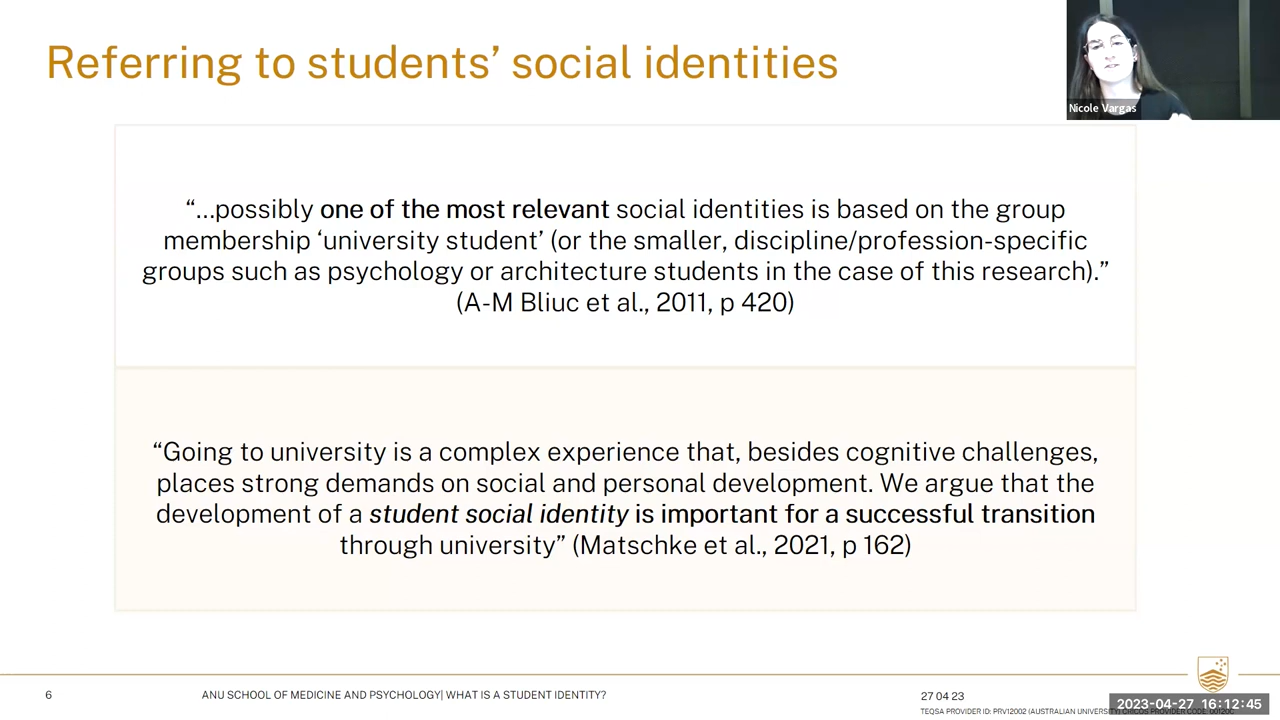 Referring to students’ social identities
Nicole Vargas
“…possibly one of the most relevant social identities is based on the group
membership ‘university student’ (or the smaller, discipline/profession-specific
groups such as psychology or architecture students in the case of this research).”
(A-M Bliuc et al., 2011, p 420)
“Going to university is a complex experience that, besides cognitive challenges,
places strong demands on social and personal development. We argue that the
development of a student social identity is important for a successful transition
through university” (Matschke et al., 2021, p 162)
6
ANU SCHOOL OF MEDICINE AND PSYCHOLOGY| WHAT IS A STUDENT IDENTITY?
27 04 23
TEQSA PROVIDER ID: PRV12002 (AUSTRALIAN UNIVERSITY) CRICOS PROVIDER CODE:
2023-04-27 16:12:45